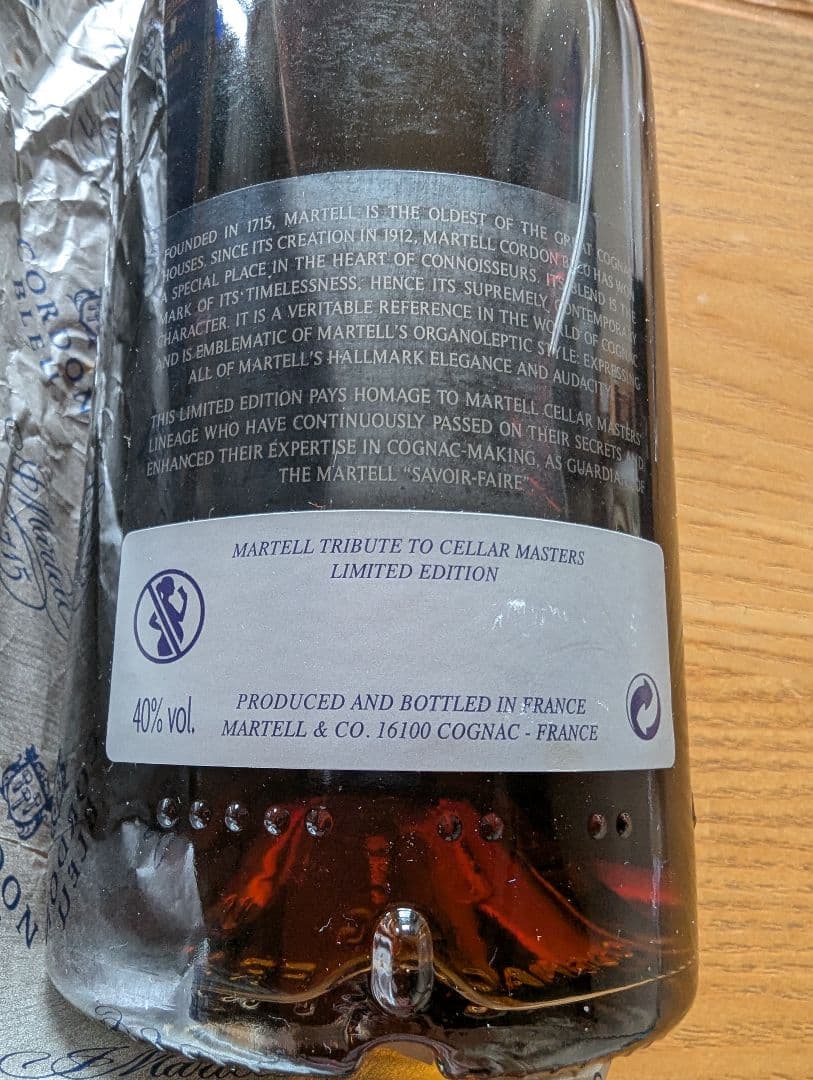 FOUNDED IN 1715, MARTELL IS THE OLDEST OF THE GREAT COGNAC
HOUSES. SINCE ITS CREATION IN 1912, MARTELL CORDON BLEU HAS WON
A SPECIAL PLACE IN THE HEART OF CONNOISSEURS. ITS BLEND IS THE
MARK OF ITS TIMELESSNESS. HENCE ITS SUPREMELY CONTEMPORARY
CHARACTER. IT IS A VERITABLE REFERENCE IN THE WORLD OF COGNAC
AND IS EMBLEMATIC OF MARTELL'S ORGANOLEPTIC STYLE: EXPRESSING
ALL OF MARTELL'S HALLMARK ELEGANCE AND AUDACITY.
THIS LIMITED EDITION PAYS HOMAGE TO MARTELL CELLAR MASTERS'
LINEAGE WHO HAVE CONTINUOUSLY PASSED ON THEIR SECRETS AND
ENHANCED THEIR EXPERTISE IN COGNAC-MAKING, AS GUARDIANS OF
THE MARTELL "SAVOIR-FAIRE"
MARTELL TRIBUTE TO CELLAR MASTERS
LIMITED EDITION
40% vol.
PRODUCED AND BOTTLED IN FRANCE
MARTELL & CO. 16100 COGNAC - FRANCE
CORDON
BLEU
J. Martell
1715